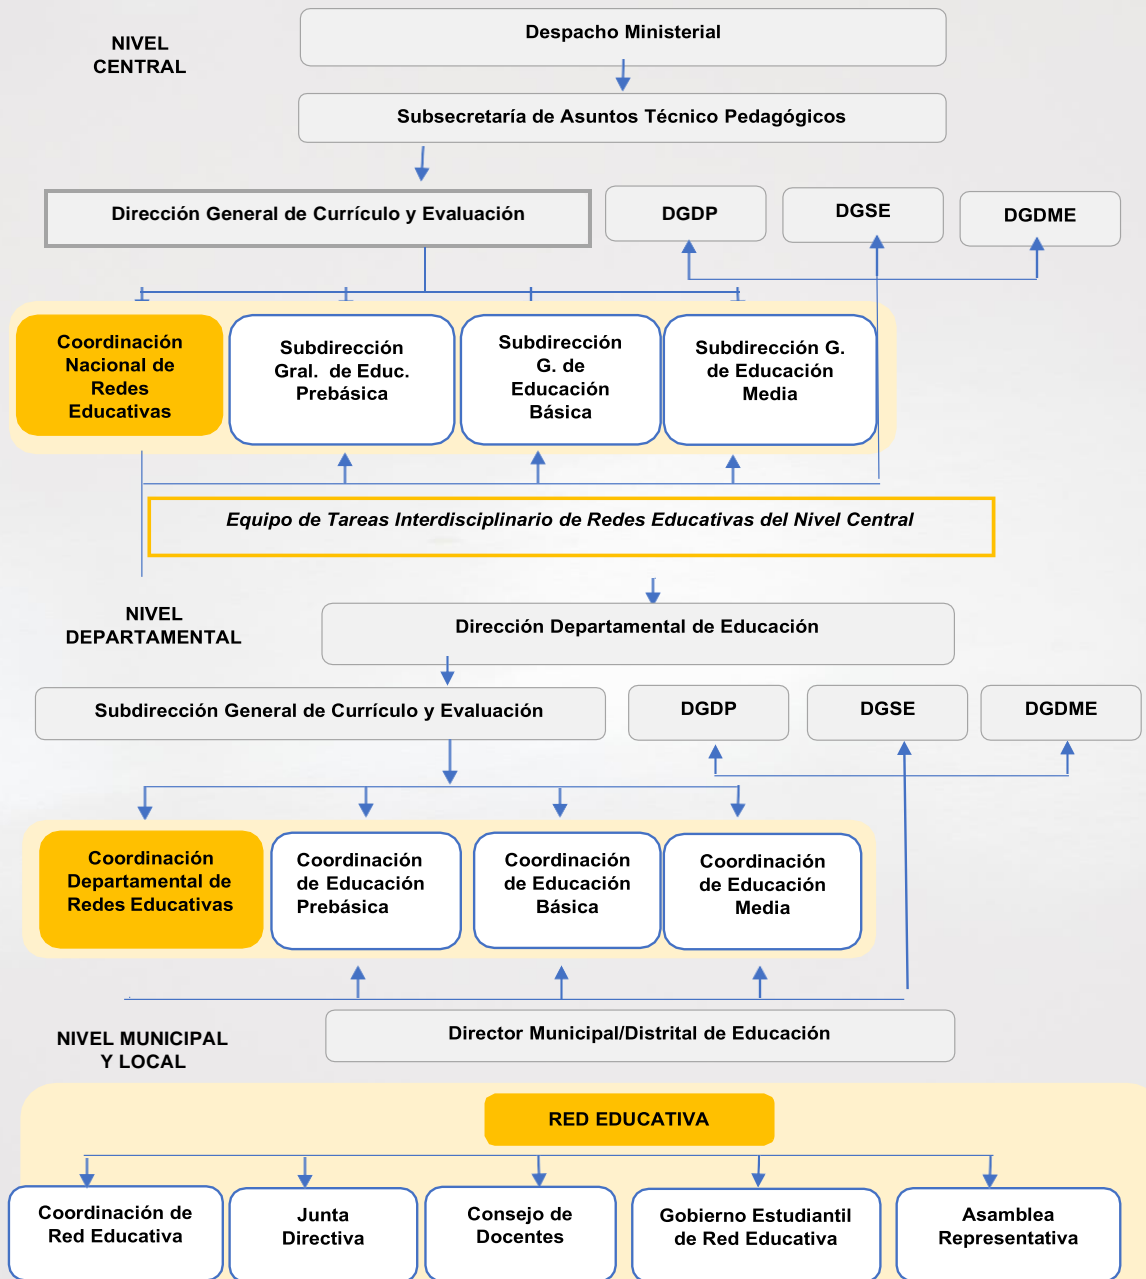 NIVEL
CENTRAL
Despacho Ministerial
Subsecretaría de Asuntos Técnico Pedagógicos
Dirección General de Currículo y Evaluación
DGDP
DGSE
DGDME
Coordinación
Nacional de
Redes
Educativas
Subdirección
Gral. de Educ.
Prebásica
Subdirección
G. de
Educación
Básica
Subdirección G.
de Educación
Media
Equipo de Tareas Interdisciplinario de Redes Educativas del Nivel Central
NIVEL
DEPARTAMENTAL
Dirección Departamental de Educación
Subdirección General de Currículo y Evaluación
DGDP
DGSE
DGDME
Coordinación
Departamental de
Redes Educativas
Coordinación
de Educación
Prebásica
Coordinación
de Educación
Básica
Coordinación
de Educación
Media
NIVEL MUNICIPAL
Y LOCAL
Director Municipal/Distrital de Educación
RED EDUCATIVA
Coordinación de
Red Educativa
Junta
Directiva
Consejo de
Docentes
Gobierno Estudiantil
de Red Educativa
Asamblea
Representativa